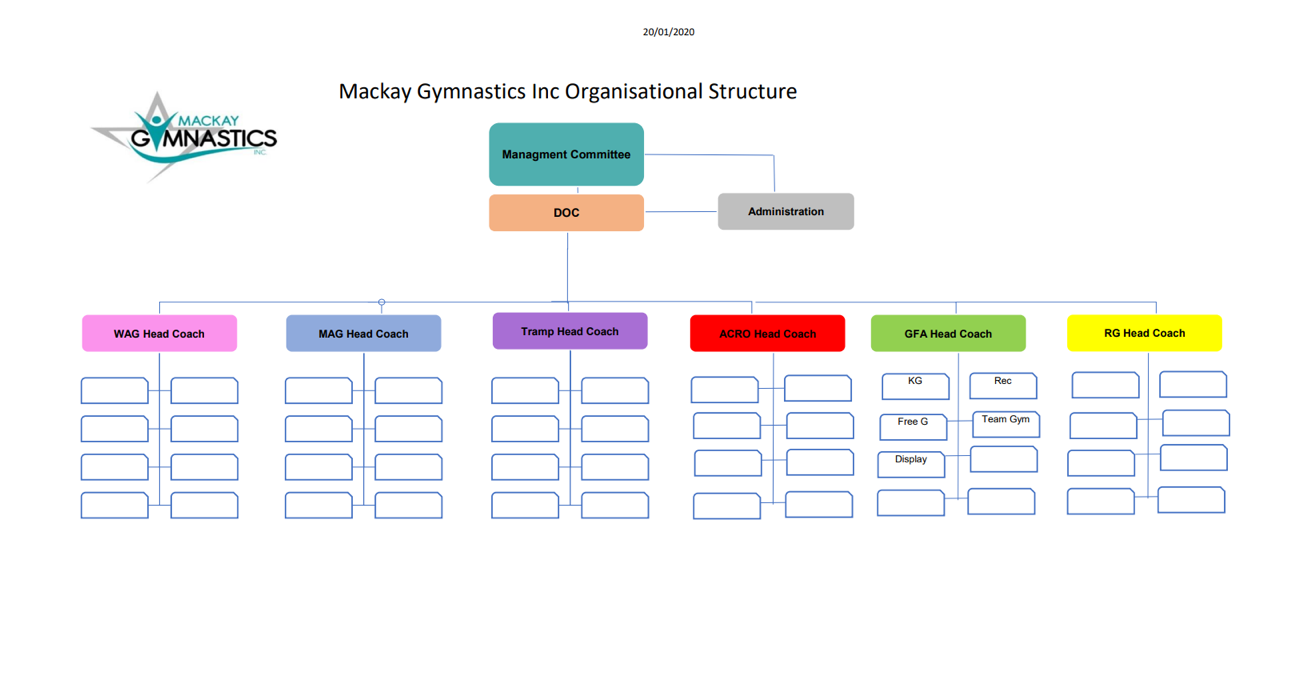 20/01/2020
Mackay Gymnastics Inc Organisational Structure
MACKAY
GYMNASTICS
INC
Managment Committee
DOC
Administration
WAG Head Coach
MAG Head Coach
Tramp Head Coach
ACRO Head Coach
GFA Head Coach
RG Head Coach
KG
Rec
Free G
Team Gym
Display